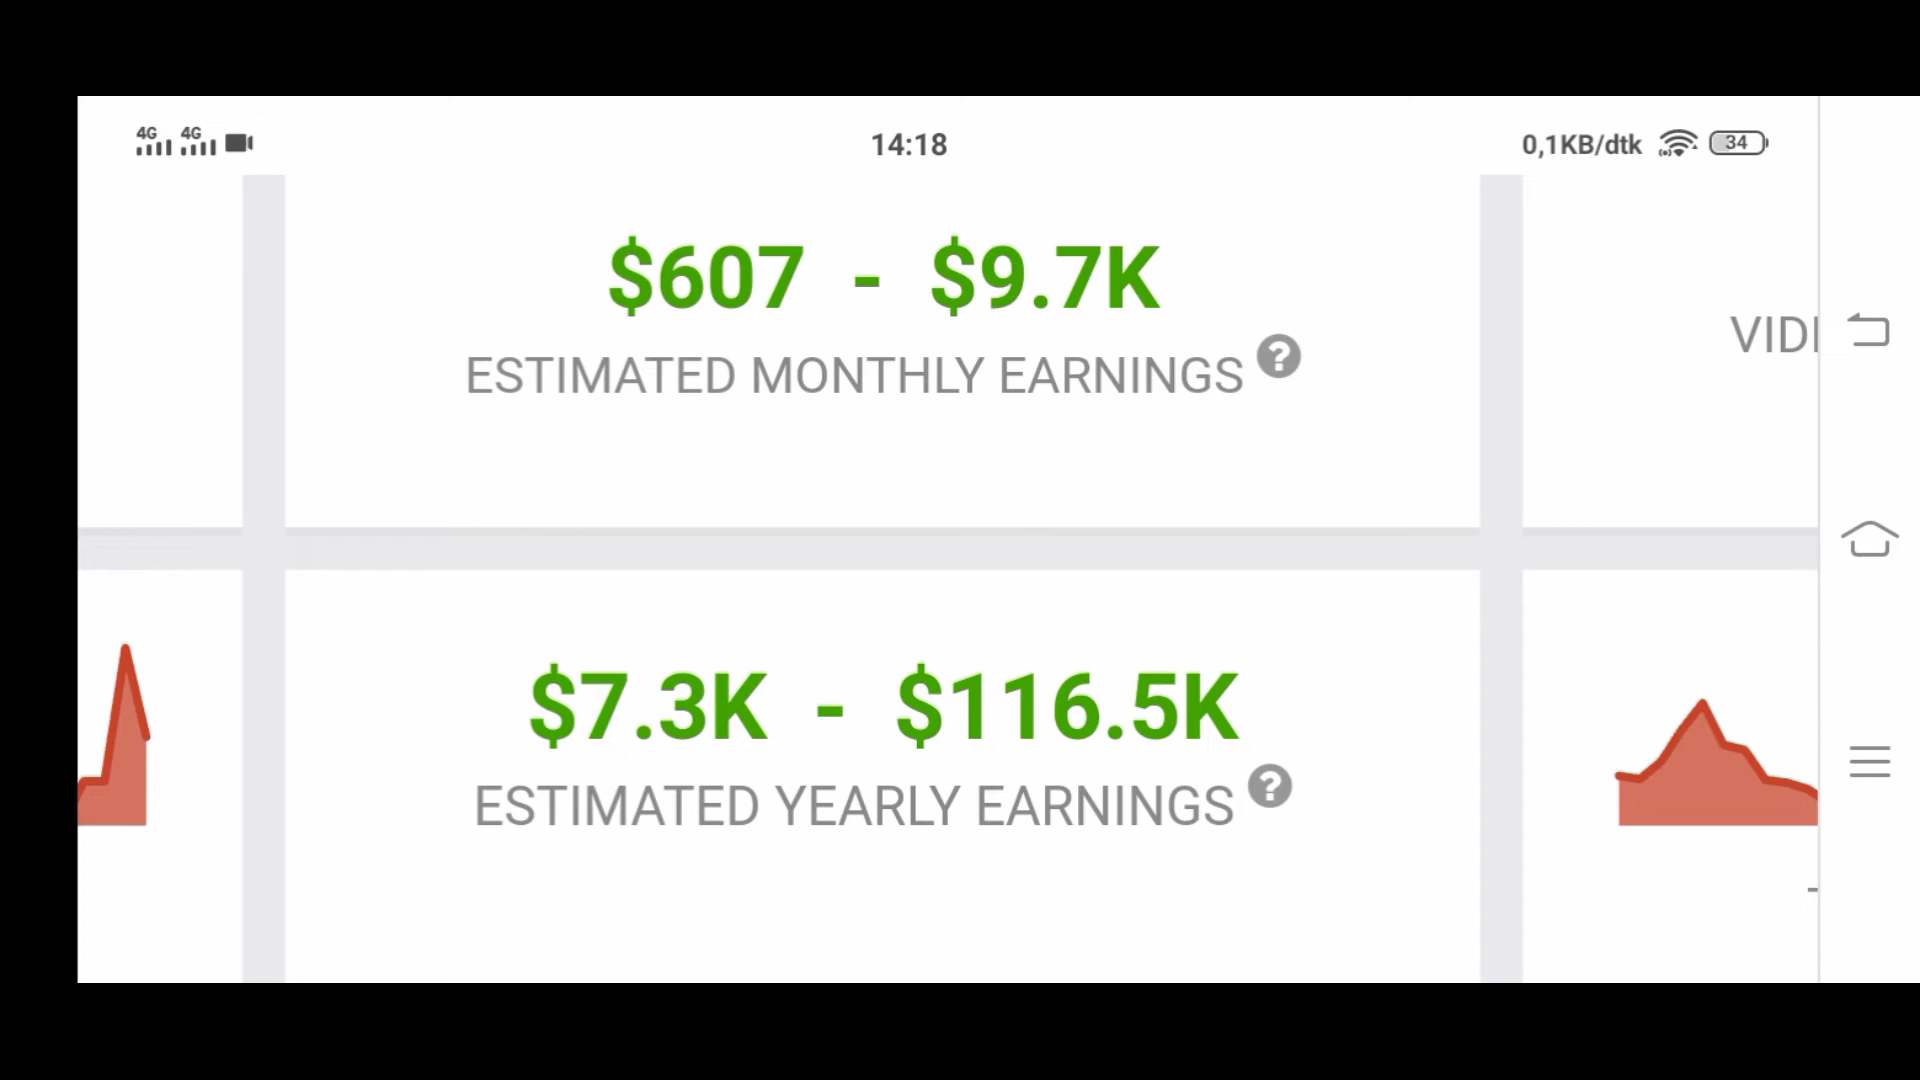 4G 4G 14:18 0,1KB/dtk 34
$607 - $9.7K
ESTIMATED MONTHLY EARNINGS ?
VIDI
$7.3K - $116.5K
ESTIMATED YEARLY EARNINGS ?